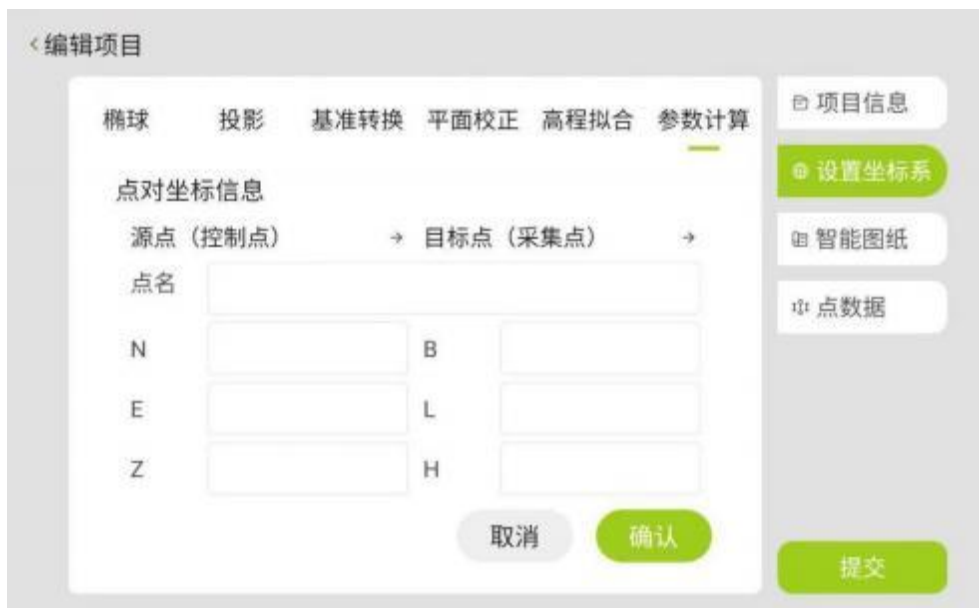 编辑项目
椭球 投影 基准转换 平面校正 高程拟合 参数计算
点对坐标信息
源点（控制点） → 目标点（采集点） →
点名
N B
E L
Z H
取消 确认
项目信息
设置坐标系
智能图纸
点数据
提交